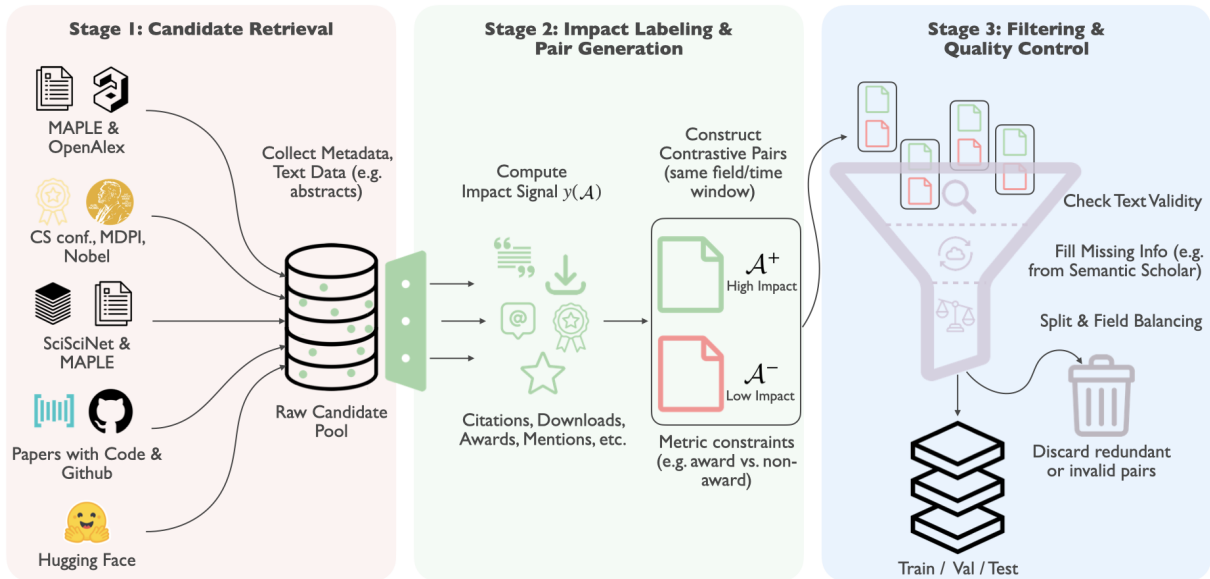 Stage 1: Candidate Retrieval
MAPLE &
OpenAlex
CS conf., MDPI,
Nobel
SciSciNet &
MAPLE
Papers with Code &
Github
Hugging Face
Collect Metadata,
Text Data (e.g.
abstracts)
Raw Candidate
Pool
Stage 2: Impact Labeling &
Pair Generation
Compute
Impact Signal y(𝒜)
@
Citations, Downloads,
Awards, Mentions, etc.
Construct
Contrastive Pairs
(same field/time
window)
𝒜⁺
High Impact
𝒜⁻
Low Impact
Metric constraints
(e.g. award vs. non-
award)
Stage 3: Filtering &
Quality Control
Check Text Validity
Fill Missing Info (e.g.
from Semantic Scholar)
Split & Field Balancing
Discard redundant
or invalid pairs
Train / Val / Test